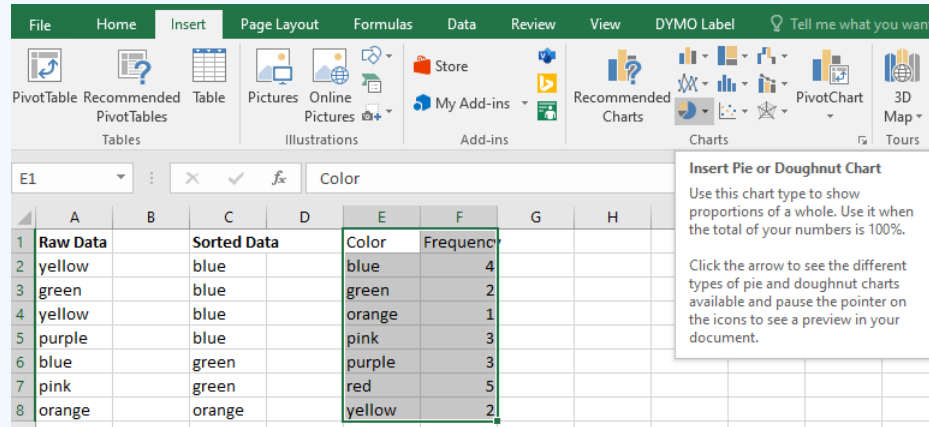 File Home Insert Page Layout Formulas Data Review View DYMO Label Tell me what you wan
PivotTable Recommended PivotTables Table
Tables
Pictures Online Pictures
Illustrations
Store
My Add-ins
Add-ins
Recommended Charts
PivotChart
Charts
3D Map
Tours
E1 fx Color
Insert Pie or Doughnut Chart
Use this chart type to show
proportions of a whole. Use it when
the total of your numbers is 100%.
Click the arrow to see the different
types of pie and doughnut charts
available and pause the pointer on
the icons to see a preview in your
document.
A B C D E F G H
1 Raw Data Sorted Data Color Frequency
2 yellow blue blue 4
3 green blue green 2
4 yellow blue orange 1
5 purple blue pink 3
6 blue green purple 3
7 pink green red 5
8 orange orange yellow 2